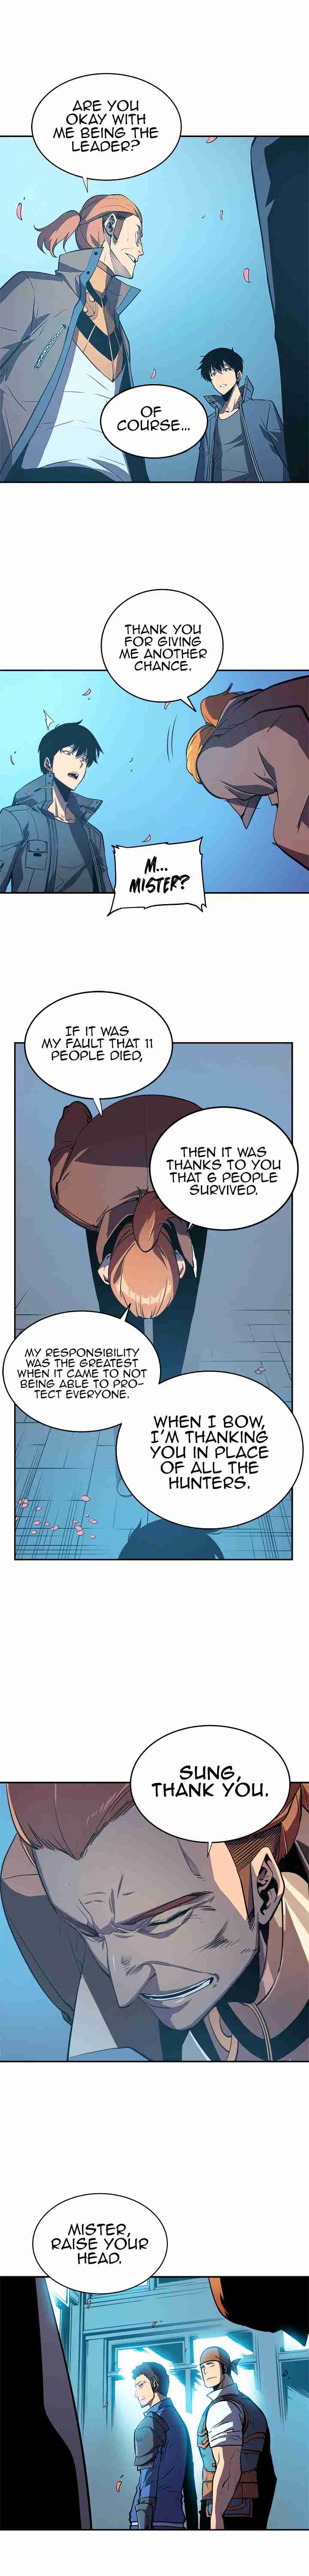 ARE YOU
OKAY WITH
ME BEING THE
LEADER?
OF
COURSE...
THANK YOU
FOR GIVING
ME ANOTHER
CHANCE.
M...
MISTER?
IF IT WAS
MY FAULT THAT 11
PEOPLE DIED,
THEN IT WAS
THANKS TO YOU
THAT 6 PEOPLE
SURVIVED.
MY RESPONSIBILITY
WAS THE GREATEST
WHEN IT CAME TO NOT
BEING ABLE TO PRO-
TECT EVERYONE.
WHEN I BOW,
I'M THANKING
YOU IN PLACE
OF ALL THE
HUNTERS.
SUNG,
THANK YOU.
MISTER,
RAISE YOUR
HEAD.